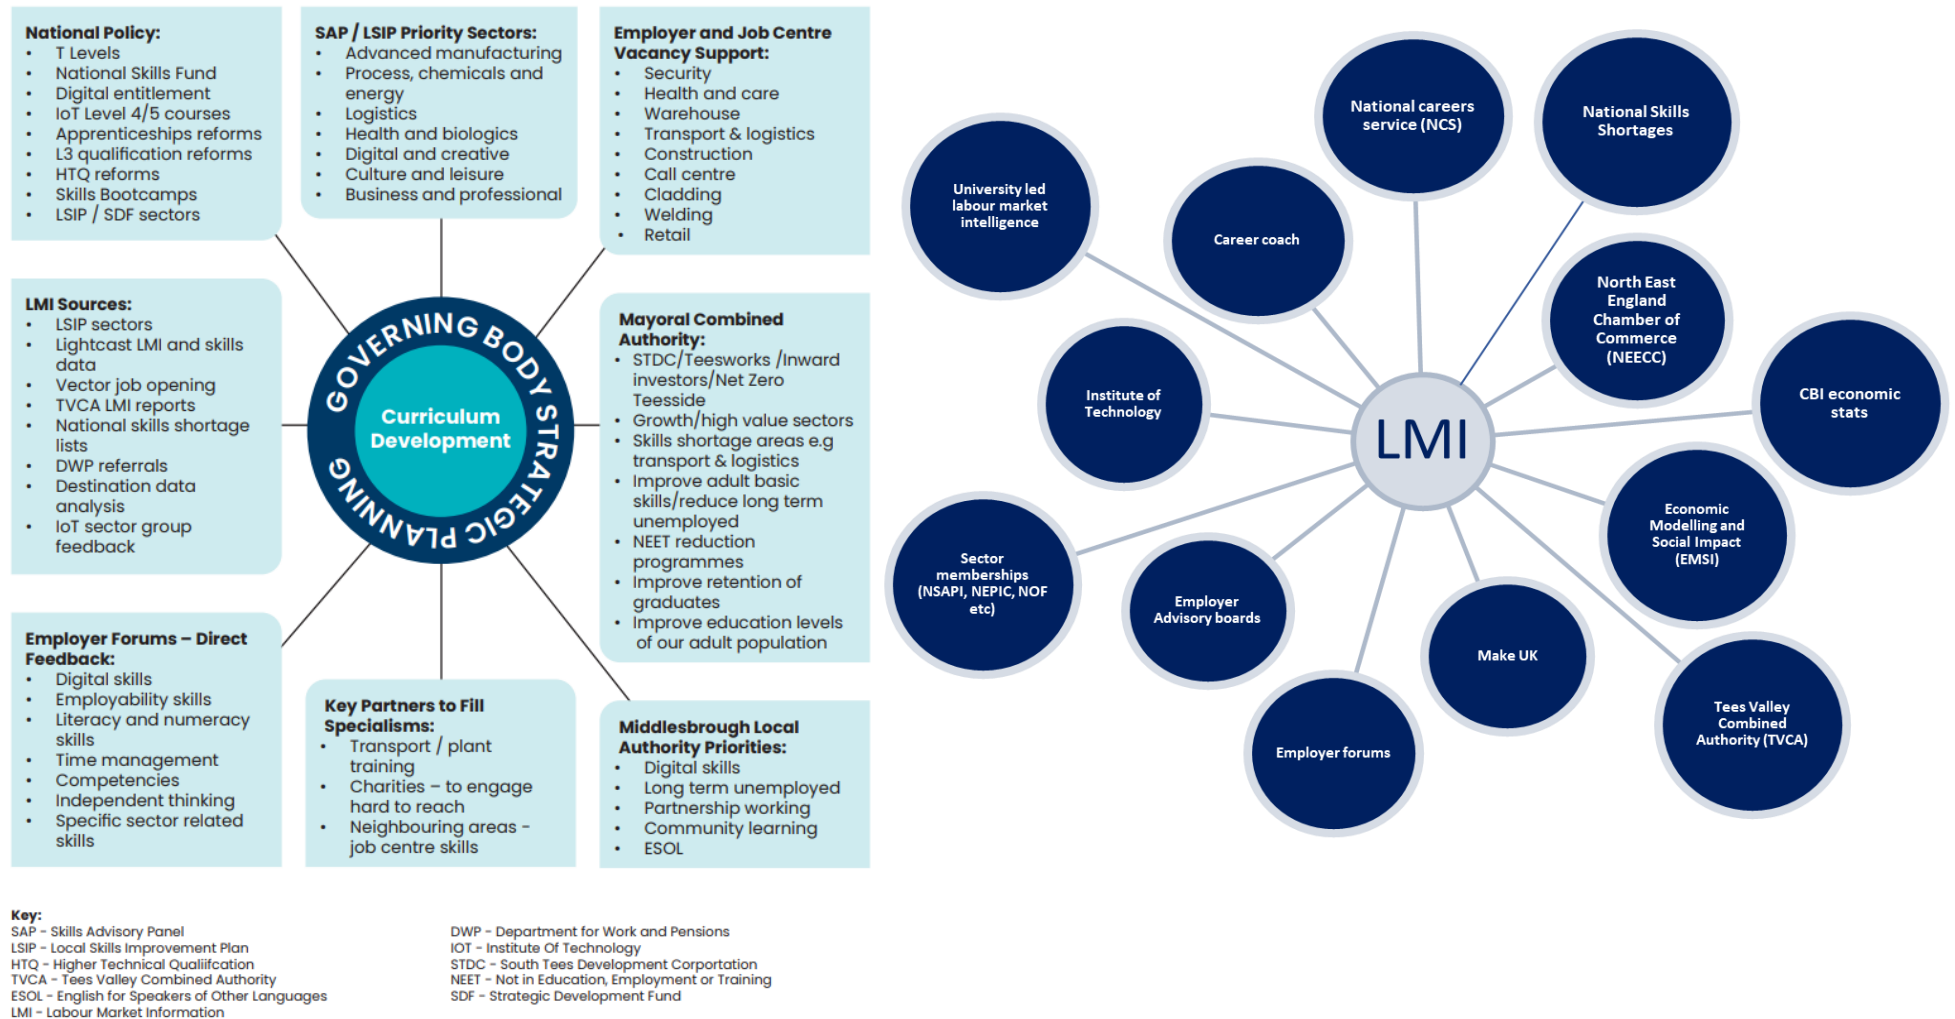 National Policy:
• T Levels
• National Skills Fund
• Digital entitlement
• IoT Level 4/5 courses
• Apprenticeships reforms
• L3 qualification reforms
• HTQ reforms
• Skills Bootcamps
• LSIP / SDF sectors
SAP / LSIP Priority Sectors:
• Advanced manufacturing
• Process, chemicals and
energy
• Logistics
• Health and biologics
• Digital and creative
• Culture and leisure
• Business and professional
Employer and Job Centre
Vacancy Support:
• Security
• Health and care
• Warehouse
• Transport & logistics
• Construction
• Call centre
• Cladding
• Welding
• Retail
LMI Sources:
• LSIP sectors
• Lightcast LMI and skills
data
• Vector job opening
• TVCA LMI reports
• National skills shortage
lists
• DWP referrals
• Destination data
analysis
• IoT sector group
feedback
GOVERNING BODY STRATEGIC PLANNING
Curriculum
Development
Mayoral Combined
Authority:
• STDC/Teesworks /Inward
investors/Net Zero
Teesside
• Growth/high value sectors
• Skills shortage areas e.g
transport & logistics
• Improve adult basic
skills/reduce long term
unemployed
• NEET reduction
programmes
• Improve retention of
graduates
• Improve education levels
of our adult population
Employer Forums – Direct
Feedback:
• Digital skills
• Employability skills
• Literacy and numeracy
skills
• Time management
• Competencies
• Independent thinking
• Specific sector related
skills
Key Partners to Fill
Specialisms:
• Transport / plant
training
• Charities – to engage
hard to reach
• Neighbouring areas -
job centre skills
Middlesbrough Local
Authority Priorities:
• Digital skills
• Long term unemployed
• Partnership working
• Community learning
• ESOL
Key:
SAP - Skills Advisory Panel
LSIP - Local Skills Improvement Plan
HTQ - Higher Technical Qualiifcation
TVCA - Tees Valley Combined Authority
ESOL - English for Speakers of Other Languages
LMI - Labour Market Information
DWP - Department for Work and Pensions
IOT - Institute Of Technology
STDC - South Tees Development Corportation
NEET - Not in Education, Employment or Training
SDF - Strategic Development Fund
University led
labour market
intelligence
Career coach
National careers
service (NCS)
National Skills
Shortages
North East
England
Chamber of
Commerce
(NEECC)
Institute of
Technology
CBI economic
stats
LMI
Economic
Modelling and
Social Impact
(EMSI)
Sector
memberships
(NSAPI, NEPIC, NOF
etc)
Employer
Advisory boards
Make UK
Tees Valley
Combined
Authority (TVCA)
Employer forums